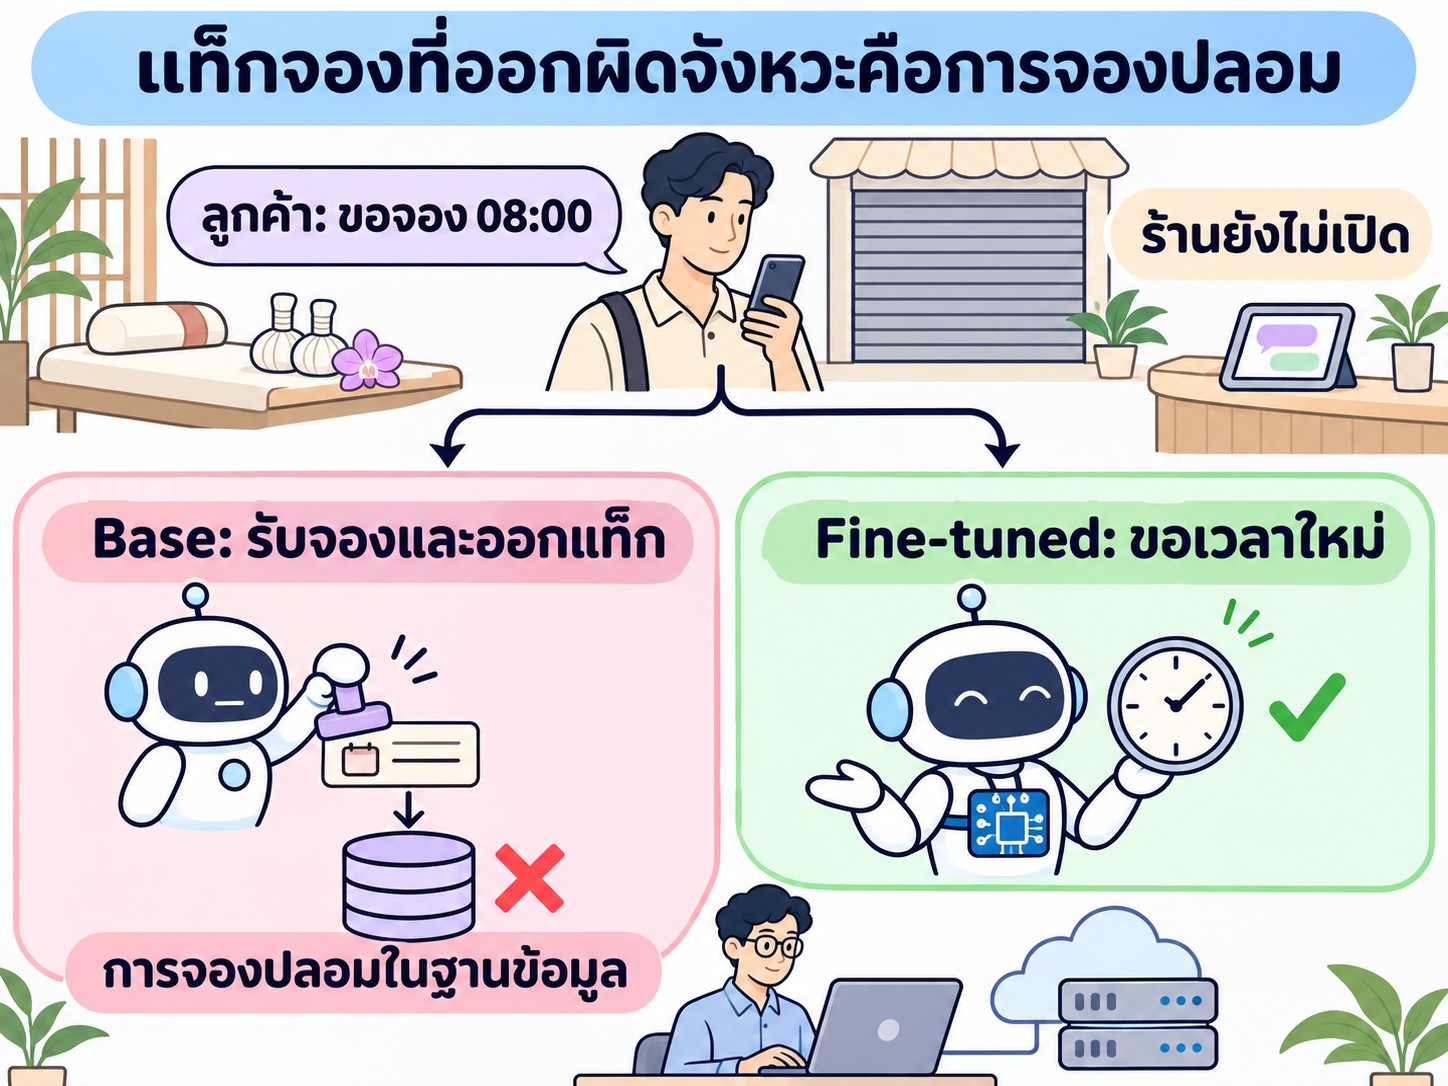 แท็กจองที่ออกผิดจังหวะคือการจองปลอม
ลูกค้า: ขอจอง 08:00
ร้านยังไม่เปิด
Base: รับจองและออกแท็ก
Fine-tuned: ขอเวลาใหม่
การจองปลอมในฐานข้อมูล